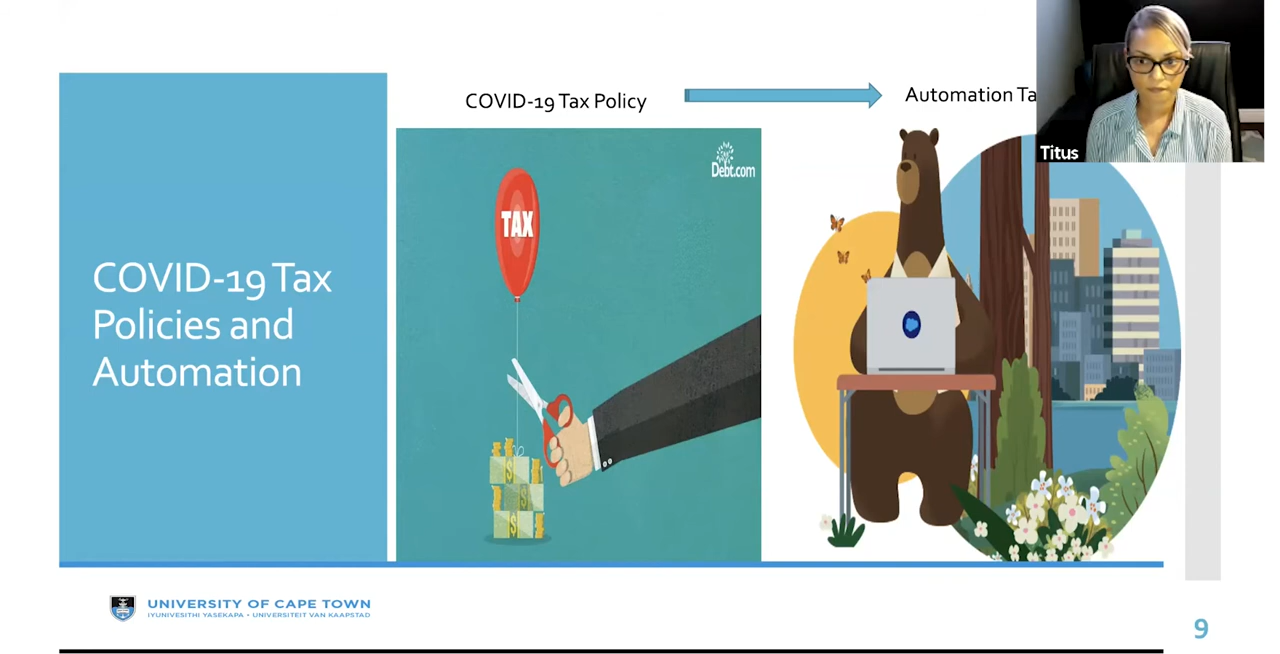 COVID-19 Tax Policy
Automation Ta
Titus
Debt.com
TAX
COVID-19 Tax
Policies and
Automation
$
$
$
UNIVERSITY OF CAPE TOWN
IYUNIVESITHI YASEKAPA • UNIVERSITEIT VAN KAAPSTAD
9